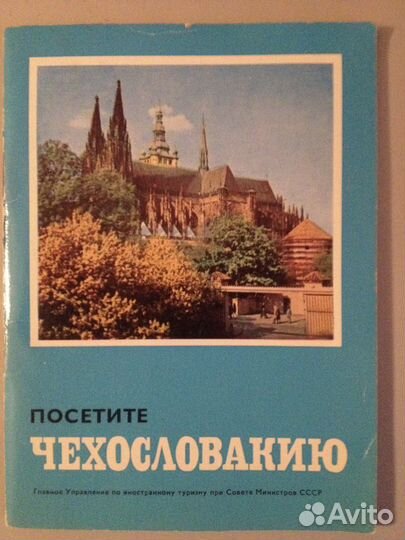 ПОСЕТИТЕ
ЧЕХОСЛОВАКИЮ
Главное Управление по иностранному туризму при Совете Министров СССР
Avito